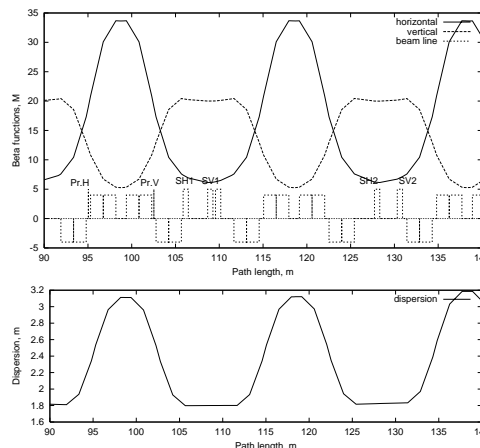 35
30
25
20
15
10
5
0
-5
Beta functions, M
horizontal
vertical
beam line
Pr.H
Pr.V
SH1
SV1
SH2
SV2
90 95 100 105 110 115 120 125 130 135 140
Path length, m
3.2
3
2.8
2.6
2.4
2.2
2
1.8
1.6
Dispersion, m
dispersion
90 95 100 105 110 115 120 125 130 135 140
Path length, m